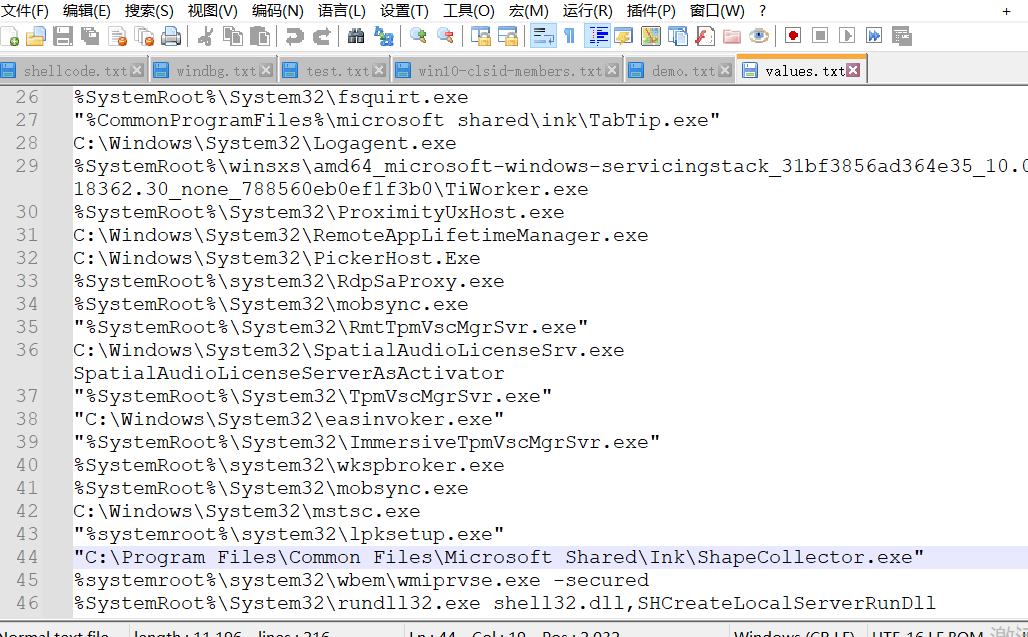 文件(F) 编辑(E) 搜索(S) 视图(V) 编码(N) 语言(L) 设置(T) 工具(O) 宏(M) 运行(R) 插件(P) 窗口(W) ? +
shellcode.txt windbg.txt test.txt win10-clsid-members.txt demo.txt values.txt
26 %SystemRoot%\System32\fsquirt.exe
27 "%CommonProgramFiles%\microsoft shared\ink\TabTip.exe"
28 C:\Windows\System32\Logagent.exe
29 %SystemRoot%\winsxs\amd64_microsoft-windows-servicingstack_31bf3856ad364e35_10.0
18362.30_none_788560eb0ef1f3b0\TiWorker.exe
30 %SystemRoot%\System32\ProximityUxHost.exe
31 C:\Windows\System32\RemoteAppLifetimeManager.exe
32 C:\Windows\System32\PickerHost.Exe
33 %SystemRoot%\System32\RdpSaProxy.exe
34 %SystemRoot%\System32\mobsync.exe
35 "%SystemRoot%\System32\RmtTpmVscMgrSvr.exe"
36 C:\Windows\System32\SpatialAudioLicenseSrv.exe
SpatialAudioLicenseServerAsActivator
37 "%SystemRoot%\System32\TpmVscMgrSvr.exe"
38 "C:\Windows\System32\easinvoker.exe"
39 "%SystemRoot%\System32\ImmersiveTpmVscMgrSvr.exe"
40 %SystemRoot%\system32\wkspbroker.exe
41 %SystemRoot%\System32\mobsync.exe
42 C:\Windows\System32\mstsc.exe
43 "%systemroot%\system32\lpksetup.exe"
44 "C:\Program Files\Common Files\Microsoft Shared\Ink\ShapeCollector.exe"
45 %systemroot%\system32\wbem\wmiprvse.exe -secured
46 %SystemRoot%\System32\rundll32.exe shell32.dll,SHCreateLocalServerRunDll
Normal text file length : 11,196 lines : 216 Ln : 44 Col : 19 Pos : 2,033 Windows (CR LF) UTF-16 LE BOM